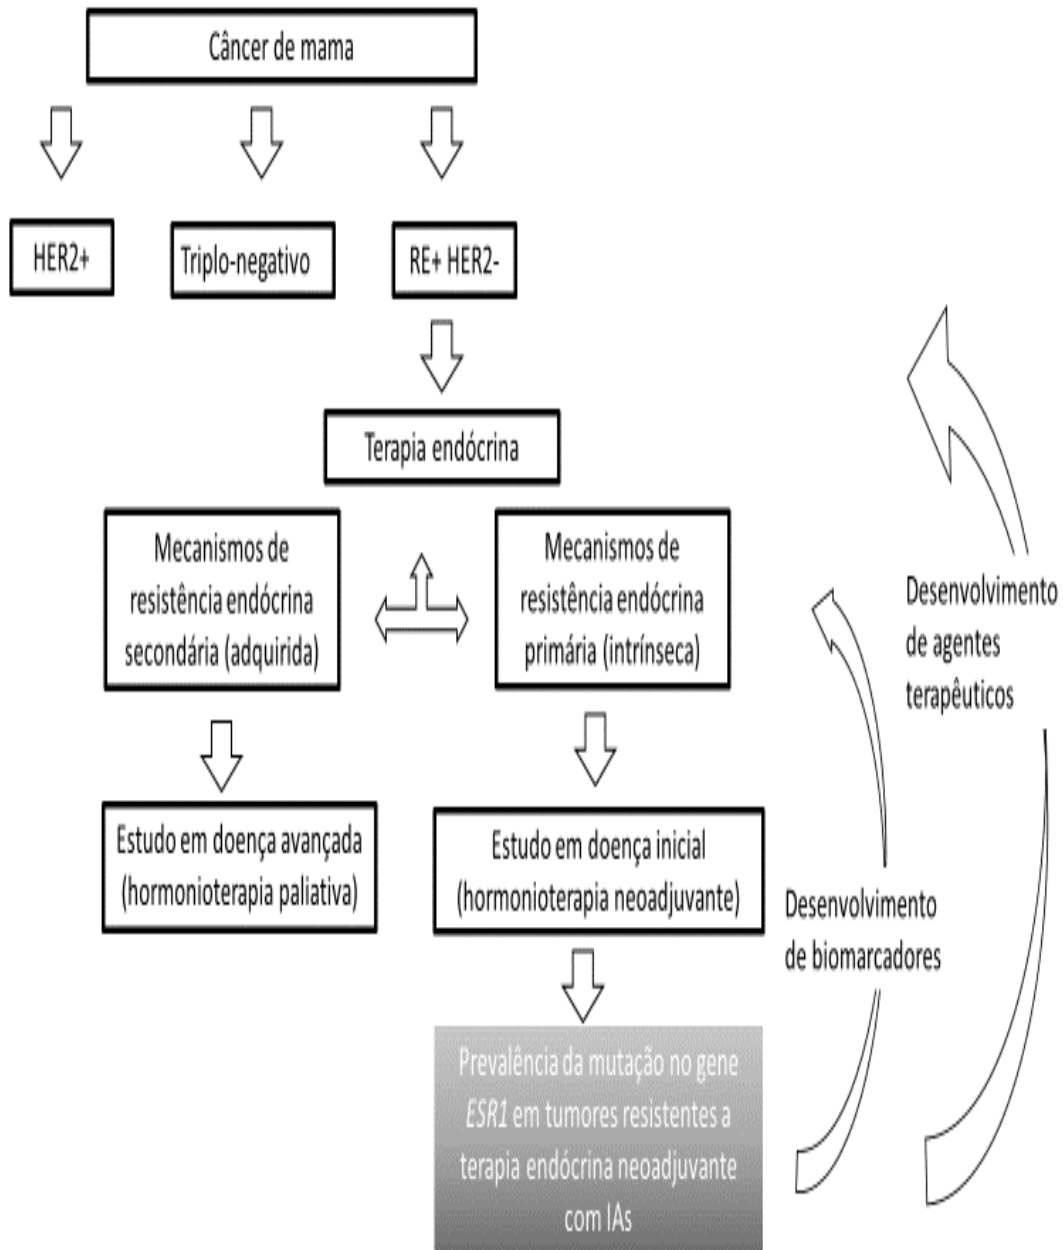 Câncer de mama
HER2+
Triplo-negativo
RE+ HER2-
Terapia endócrina
Mecanismos de
resistência endócrina
secondária (adquirida)
Mecanismos de
resistência endócrina
primária (intrínseca)
Estudo em doença avançada
(hormonioterapia paliativa)
Estudo em doença inicial
(hormonioterapia neoadjuvante)
Prevalência da mutação no gene
ESR1 em tumores resistentes a
terapia endócrina neoadjuvante
com IAs
Desenvolvimento
de biomarcadores
Desenvolvimento
de agentes
terapêuticos